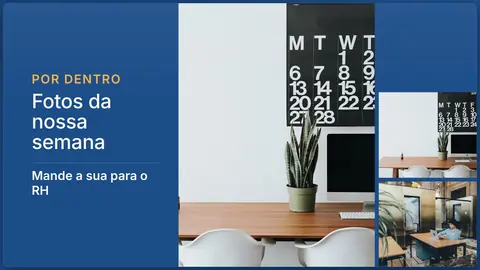 POR DENTRO
Fotos da
nossa
semana
Mande a sua para o
RH
M T W T
1 2
6 7 8 9
13 14 15 16
20 21 22 23
27 28
M T W T F